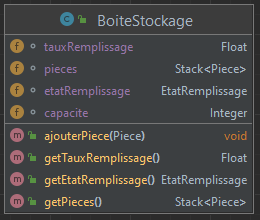 C BoiteStockage
f tauxRemplissage Float
f pieces Stack<Piece>
f etatRemplissage EtatRemplissage
f capacite Integer
m ajouterPiece(Piece) void
m getTauxRemplissage() Float
m getEtatRemplissage() EtatRemplissage
m getPieces() Stack<Piece>